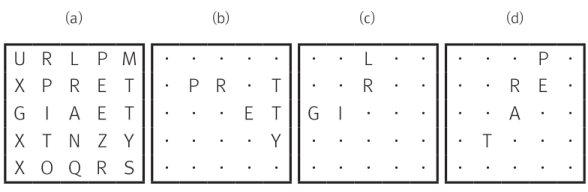 (a) (b) (c) (d)
U R L P M · · · · · · · L · · · · · P ·
X P R E T · P R · T · · R · · · · R E ·
G I A E T · · · E T G I · · · · · A · ·
X T N Z Y · · · · Y · · · · · · T · · ·
X O Q R S · · · · · · · · · · · · · · ·